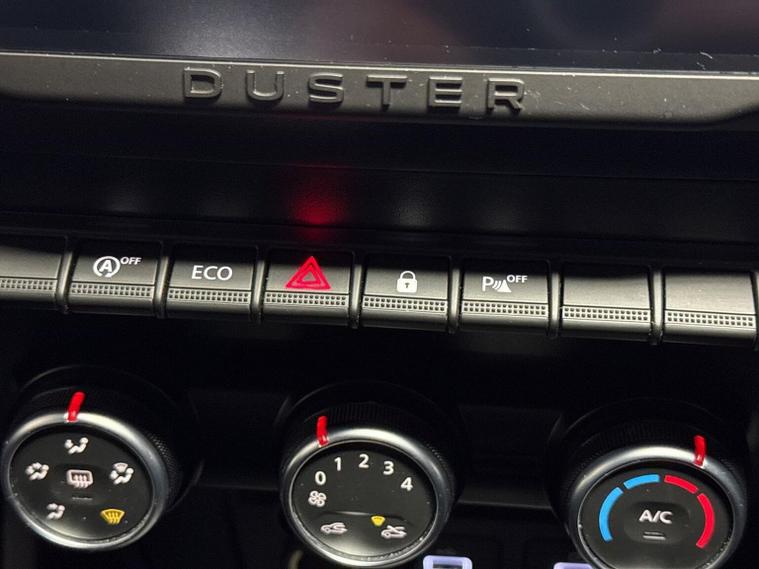 DUSTER
A OFF
ECO
P OFF
0 1 2 3 4
A/C